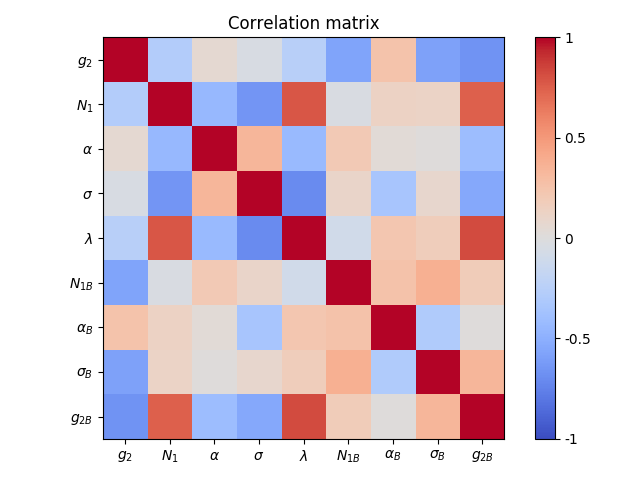 Correlation matrix
g₂
N₁
α
σ
λ
N₁B
αB
σB
g₂B
g₂ N₁ α σ λ N₁B αB σB g₂B
1
0.5
0
-0.5
-1